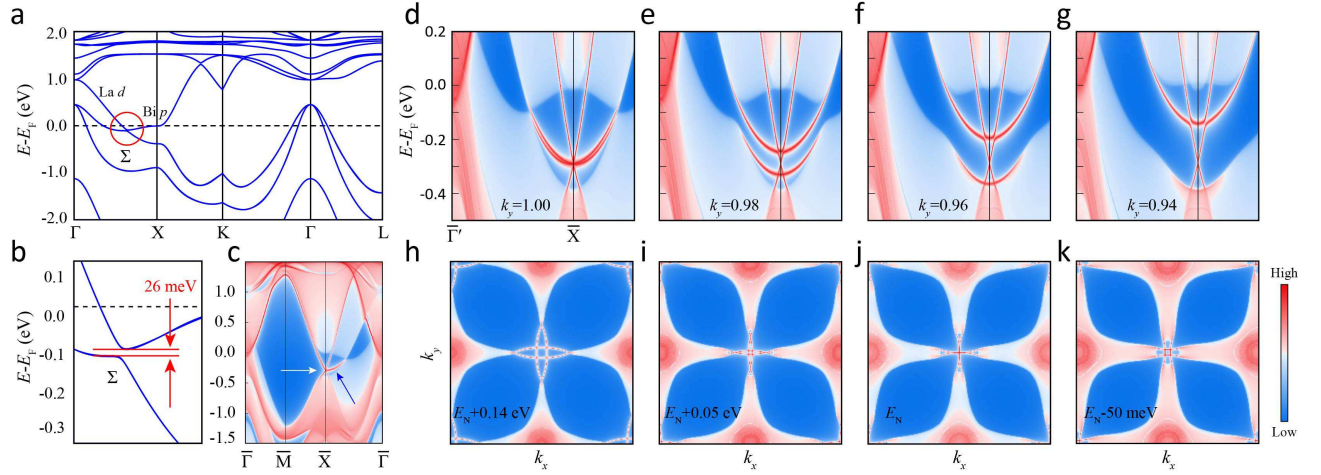 a
2.0
1.0
0.0
-1.0
-2.0
E-E_F (eV)
La d
Bi p
Σ
Γ X K Γ L
b
0.1
0.0
-0.1
-0.2
-0.3
E-E_F (eV)
26 meV
Σ
c
1.0
0.5
0.0
-0.5
-1.0
-1.5
Γ̅ M̅ X̅ Γ̅
d
0.2
0.0
-0.2
-0.4
E-E_F (eV)
k_y=1.00
Γ̅′ X̅
e
k_y=0.98
f
k_y=0.96
g
k_y=0.94
h
k_y
E_N+0.14 eV
k_x
i
E_N+0.05 eV
k_x
j
E_N
k_x
k
E_N-50 meV
k_x
High
Low